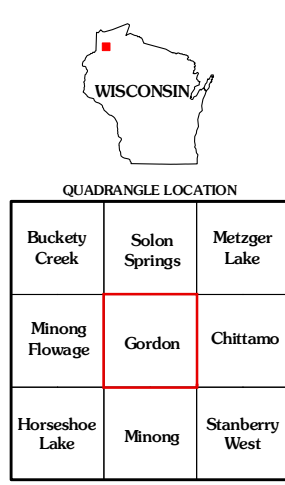 WISCONSIN
QUADRANGLE LOCATION
Buckety
Creek
Solon
Springs
Metzger
Lake
Minong
Flowage
Gordon
Chittamo
Horseshoe
Lake
Minong
Stanberry
West